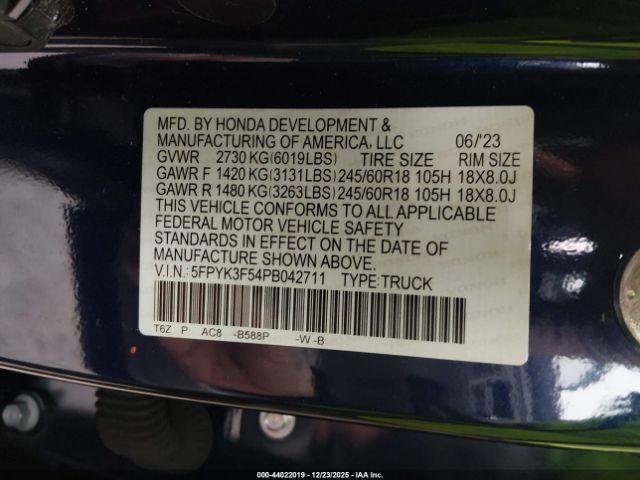 MFD. BY HONDA DEVELOPMENT &
MANUFACTURING OF AMERICA, LLC 06/'23
GVWR 2730 KG(6019LBS) TIRE SIZE RIM SIZE
GAWR F 1420 KG(3131LBS) 245/60R18 105H 18X8.0J
GAWR R 1480 KG(3263LBS) 245/60R18 105H 18X8.0J
THIS VEHICLE CONFORMS TO ALL APPLICABLE
FEDERAL MOTOR VEHICLE SAFETY
STANDARDS IN EFFECT ON THE DATE OF
MANUFACTURE SHOWN ABOVE.
V.I.N.: 5FPYK3F54PB042711 TYPE:TRUCK
T6Z P AC8 -B588P -W -B
000-44022019 | 12/23/2025 | IAA Inc.